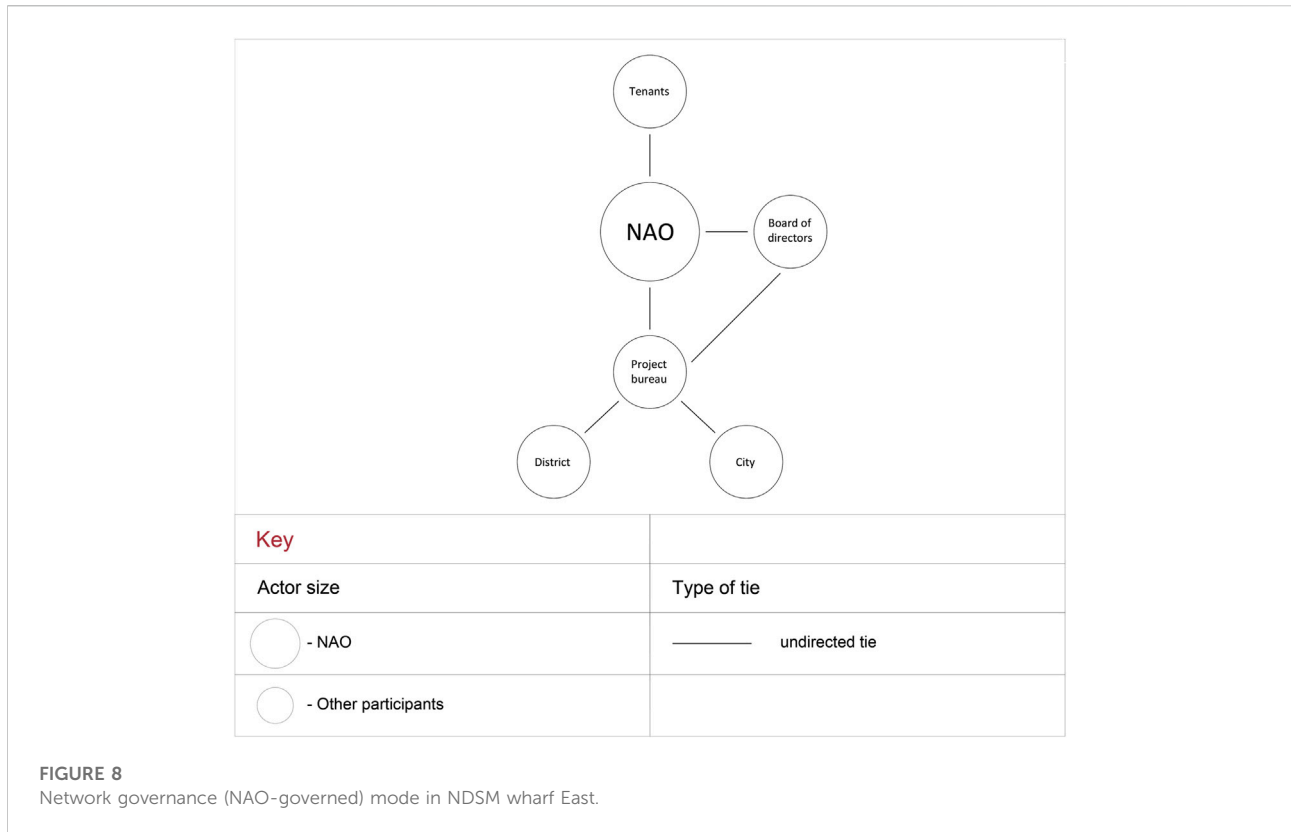 Tenants
NAO
Board of
directors
Project
bureau
District
City
Key
Actor size
Type of tie
- NAO
undirected tie
- Other participants
FIGURE 8
Network governance (NAO-governed) mode in NDSM wharf East.